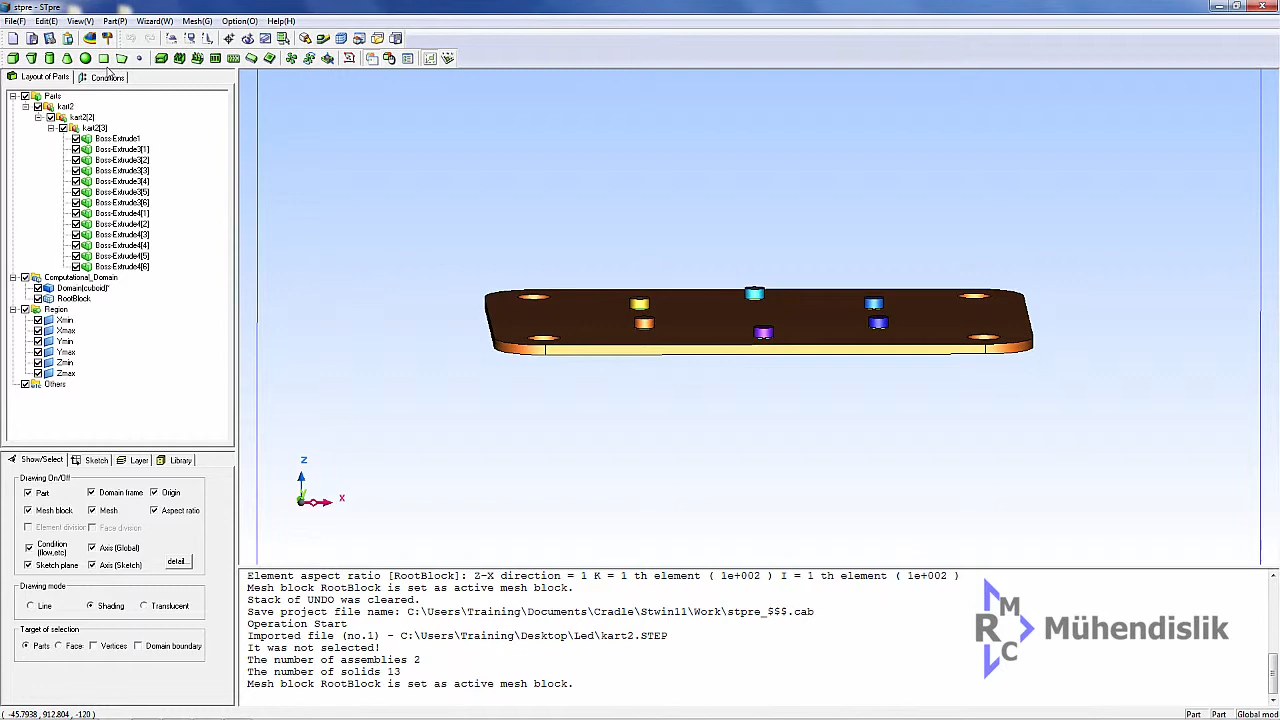 stpre - STpre
File(F) Edit(E) View(V) Part(P) Wizard(W) Mesh(G) Option(O) Help(H)
Layout of Parts Conditions
Parts
kart2
kart2[2]
kart2[3]
Boss-Extrude1
Boss-Extrude3[1]
Boss-Extrude3[2]
Boss-Extrude3[3]
Boss-Extrude3[4]
Boss-Extrude3[5]
Boss-Extrude3[6]
Boss-Extrude4[1]
Boss-Extrude4[2]
Boss-Extrude4[3]
Boss-Extrude4[4]
Boss-Extrude4[5]
Boss-Extrude4[6]
Computational_Domain
Domain(cuboid)*
RootBlock
Region
Xmin
Xmax
Ymin
Ymax
Zmin
Zmax
Others
Z
X
Show/Select Sketch Layer Library
Drawing On/Off
Part Domain frame Origin
Mesh block Mesh Aspect ratio
Element division Face division
Condition (flow,etc) Axis (Global)
Sketch plane Axis (Sketch) detail...
Drawing mode
Line Shading Translucent
Target of selection
Parts Face Vertices Domain boundary
Element aspect ratio [RootBlock]: Z-X direction = 1 K = 1 th element ( 1e+002 ) I = 1 th element ( 1e+002 )
Mesh block RootBlock is set as active mesh block.
Stack of UNDO was cleared.
Save project file name: C:\Users\Training\Documents\Cradle\Stwin11\Work\stpre_$$$.cab
Operation Start
Imported file (no.1) - C:\Users\Training\Desktop\Led\kart2.STEP
It was not selected!
The number of assemblies 2
The number of solids 13
Mesh block RootBlock is set as active mesh block.
M
R
C
Mühendislik
( -45.7938 , 912.804, -120 ) Part Part Global mod